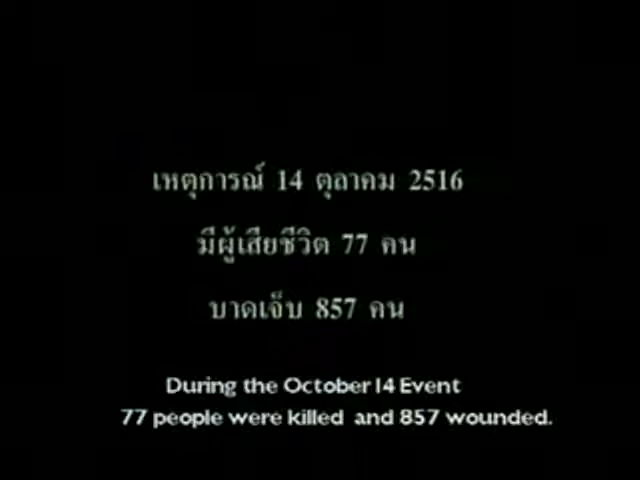 เหตุการณ์ 14 ตุลาคม 2516
มีผู้เสียชีวิต 77 คน
บาดเจ็บ 857 คน
During the October 14 Event
77 people were killed and 857 wounded.